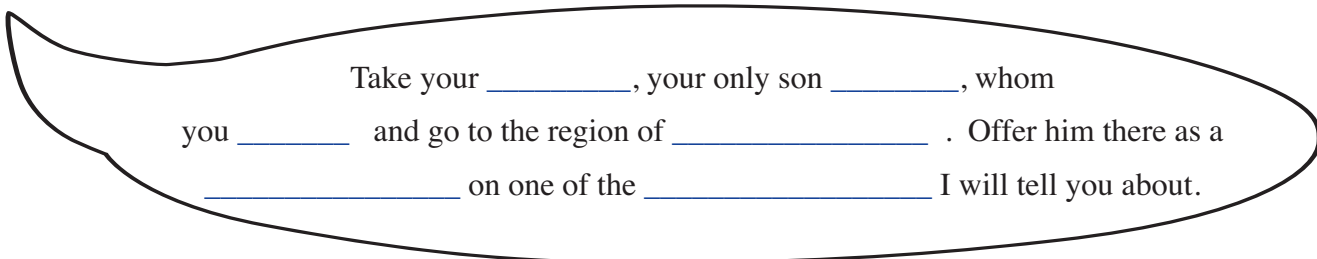 Take your _________, your only son ________, whom
you _______ and go to the region of ________________ . Offer him there as a
________________ on one of the __________________ I will tell you about.